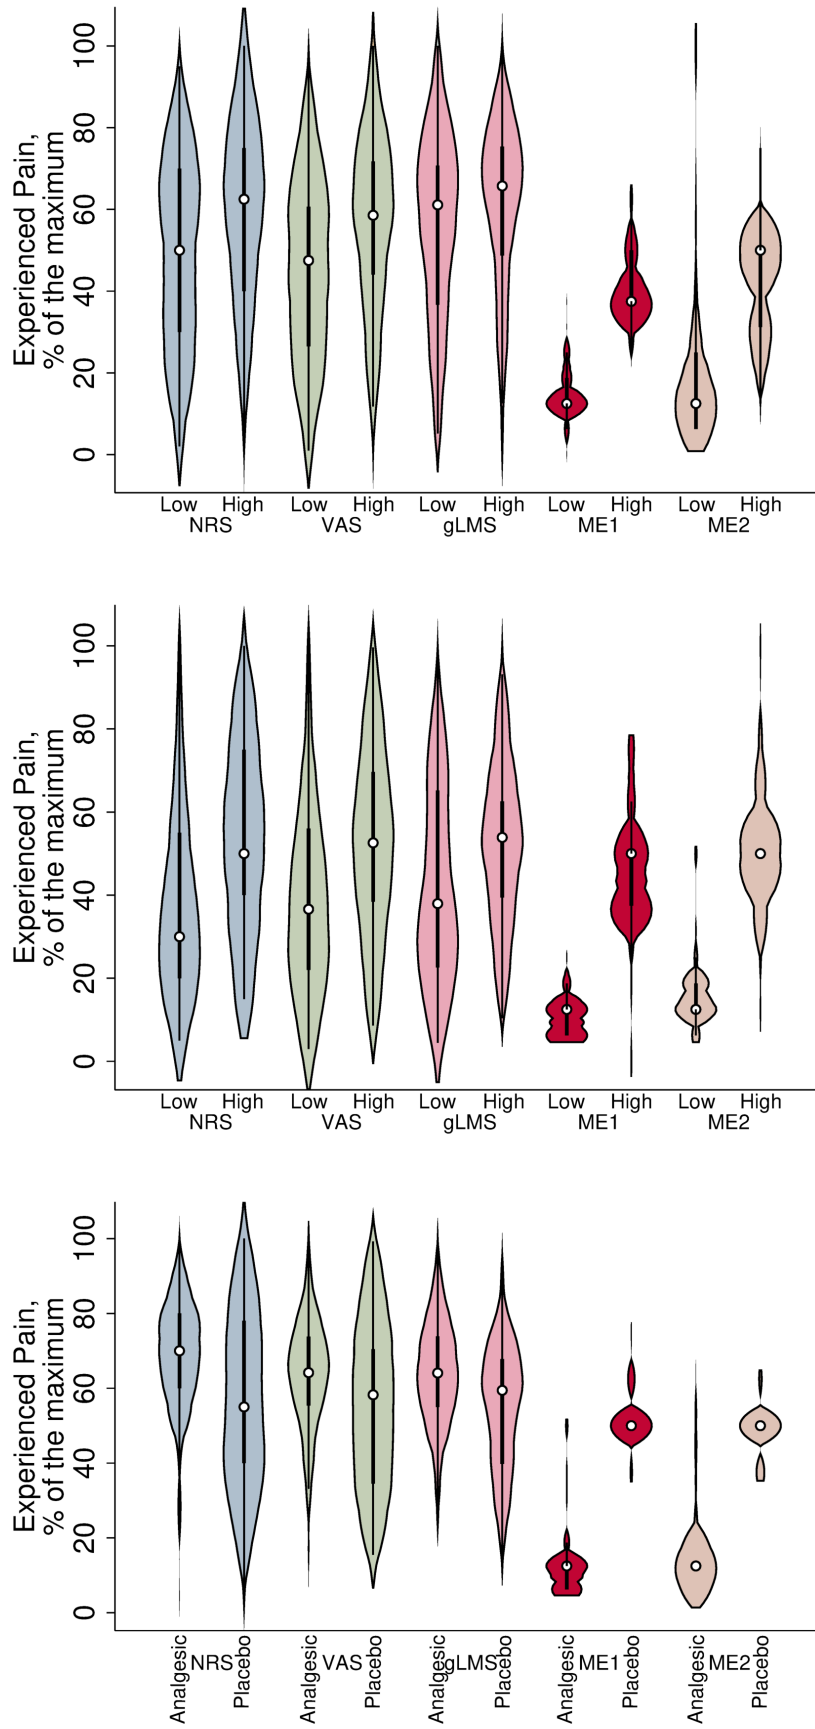 Experienced Pain,
% of the maximum
100
80
60
40
20
0
Low High Low High Low High Low High Low High
NRS VAS gLMS ME1 ME2
Experienced Pain,
% of the maximum
100
80
60
40
20
0
Low High Low High Low High Low High Low High
NRS VAS gLMS ME1 ME2
Experienced Pain,
% of the maximum
100
80
60
40
20
0
Analgesic Placebo Analgesic Placebo Analgesic Placebo Analgesic Placebo Analgesic Placebo
NRS VAS gLMS ME1 ME2